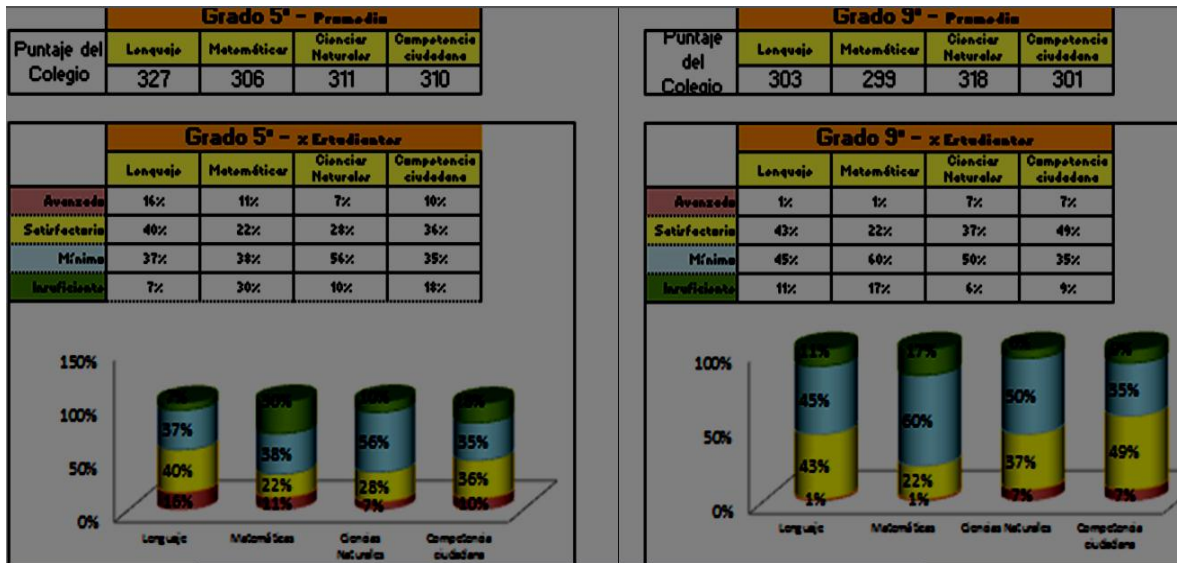 Grado 5° - Promedio
Puntaje del Colegio
Lenguaje Matemáticas Ciencias Naturales Competencia ciudadana
327 306 311 310
Grado 5° - x Estudiantes
Lenguaje Matemáticas Ciencias Naturales Competencia ciudadana
Avanzado 16% 11% 7% 10%
Satisfactorio 40% 22% 28% 36%
Mínimo 37% 38% 56% 35%
Insuficiente 7% 30% 10% 18%
150%
100%
50%
0%
7% 30% 10% 18%
37% 38% 56% 35%
40% 22% 28% 36%
16% 11% 7% 10%
Lenguaje Matemáticas Ciencias Naturales Competencia ciudadana
Grado 9° - Promedio
Puntaje del Colegio
Lenguaje Matemáticas Ciencias Naturales Competencia ciudadana
303 299 318 301
Grado 9° - x Estudiantes
Lenguaje Matemáticas Ciencias Naturales Competencia ciudadana
Avanzado 1% 1% 7% 7%
Satisfactorio 43% 22% 37% 49%
Mínimo 45% 60% 50% 35%
Insuficiente 11% 17% 6% 9%
100%
50%
0%
11% 17%
45% 60% 50% 35%
43% 22% 37% 49%
1% 1% 7% 7%
Lenguaje Matemáticas Ciencias Naturales Competencia ciudadana